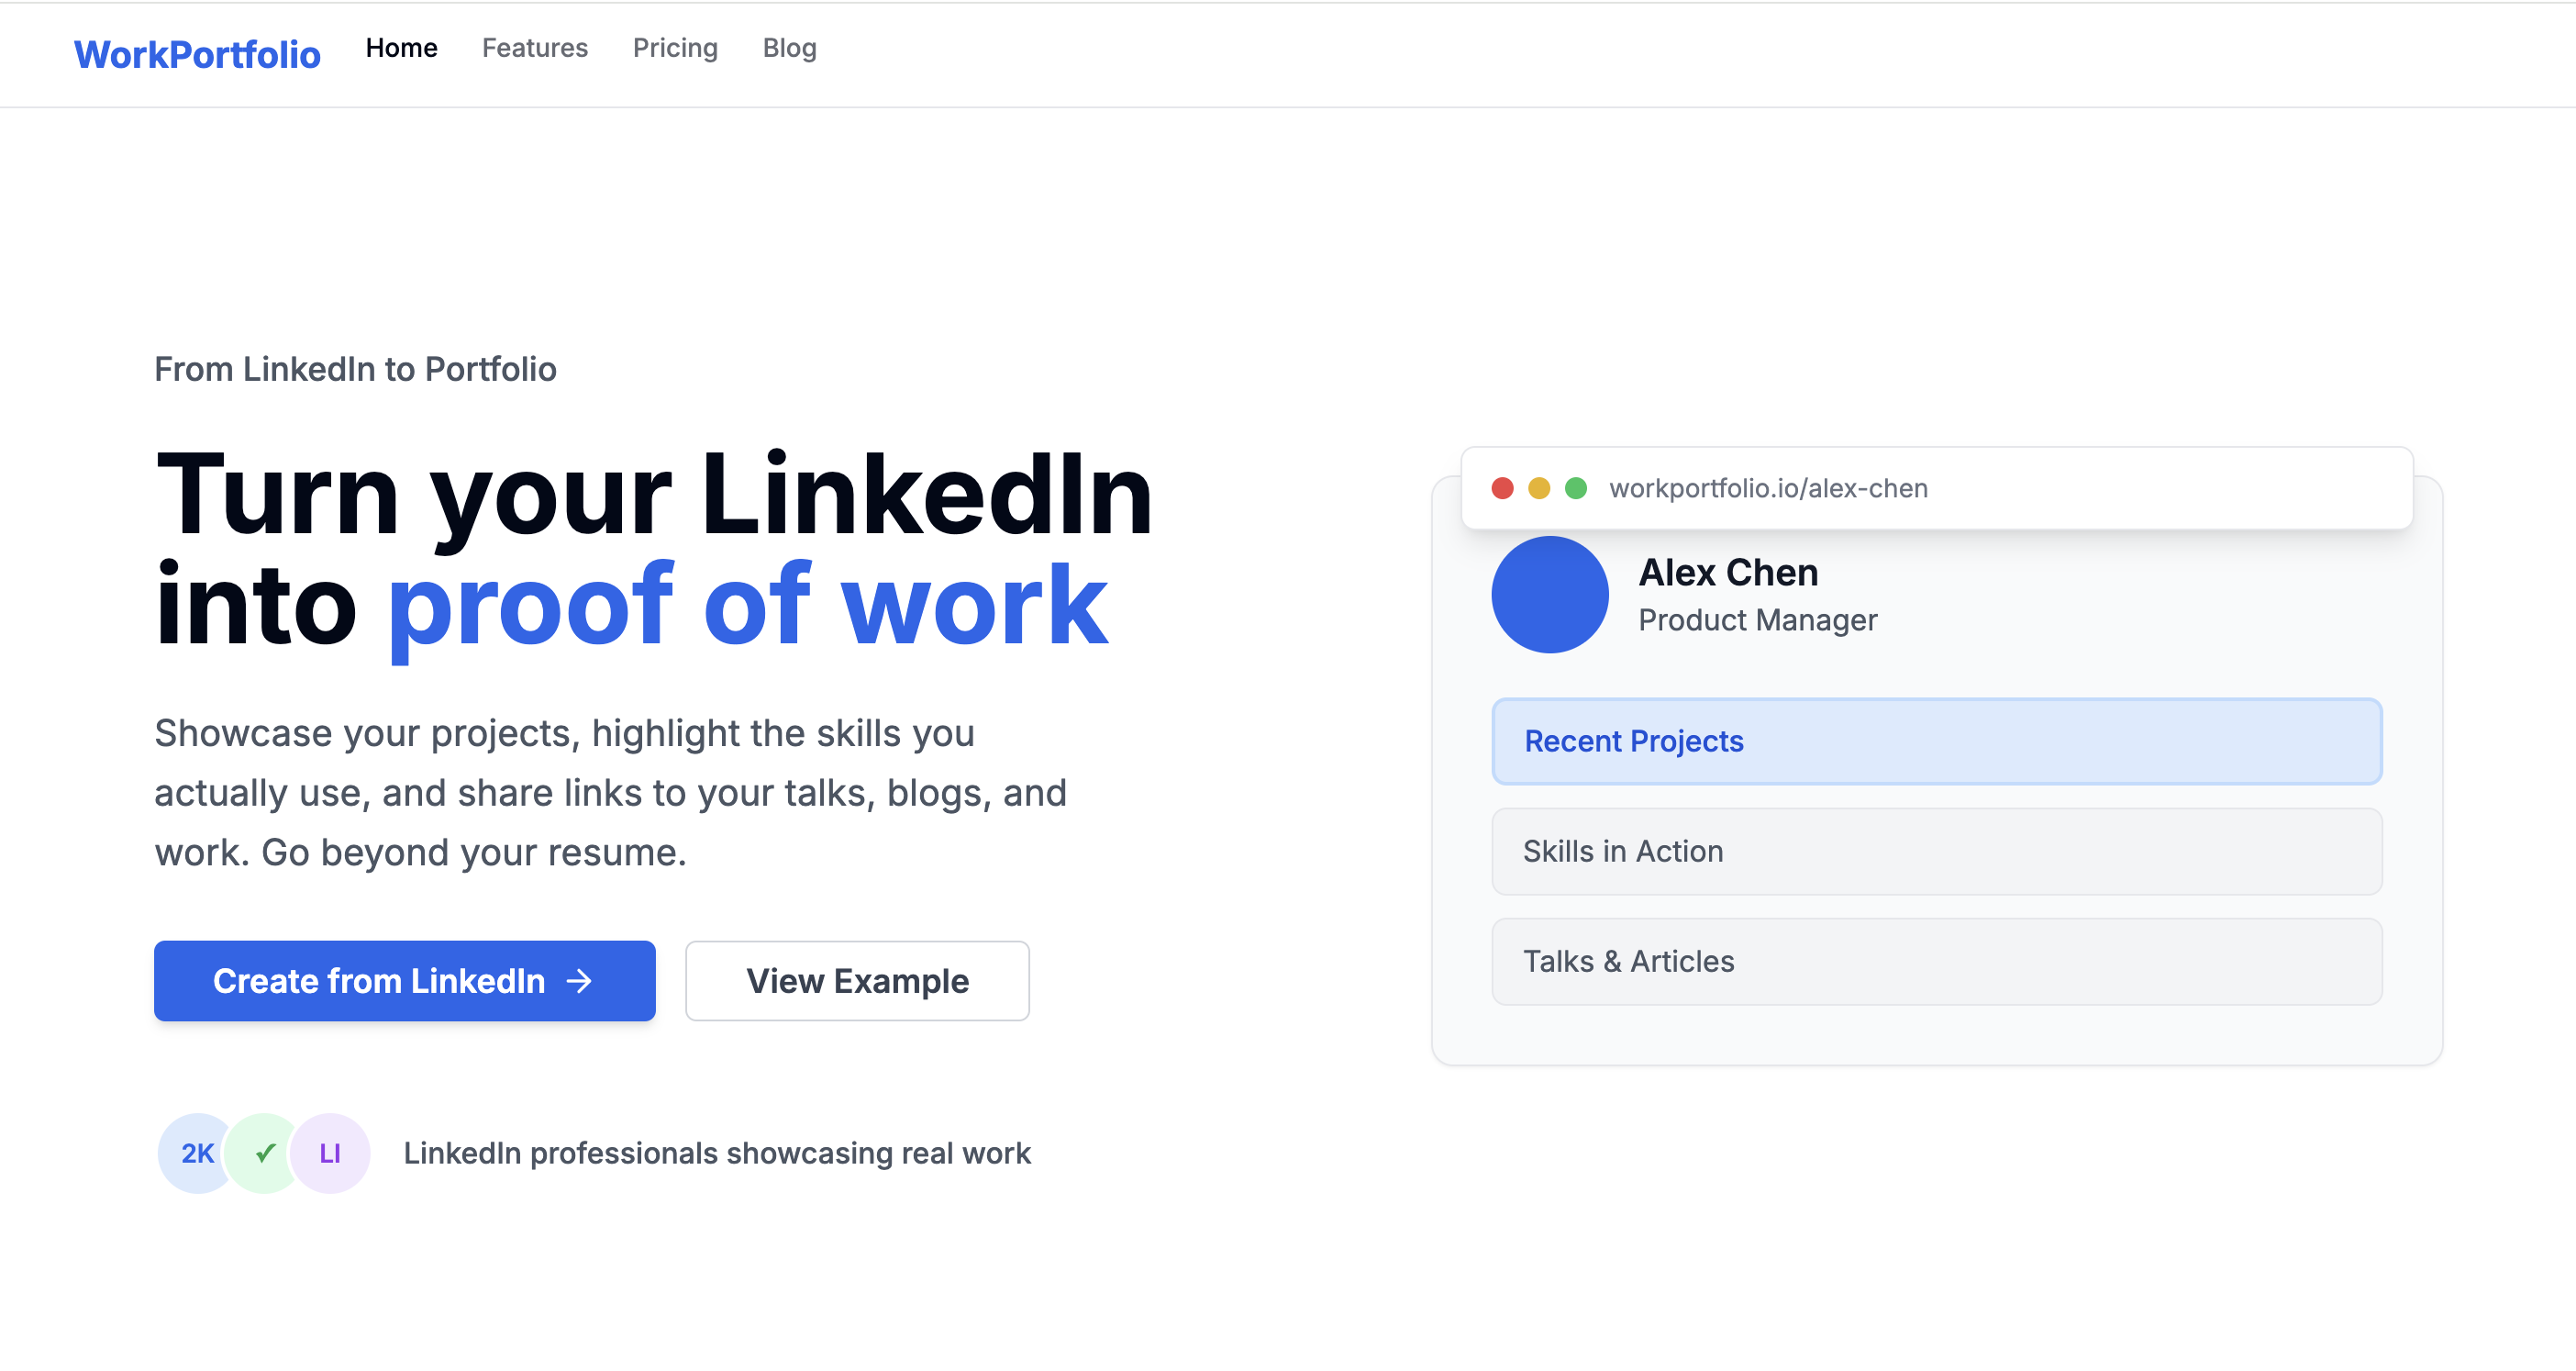 WorkPortfolio Home Features Pricing Blog
From LinkedIn to Portfolio
Turn your LinkedIn
into proof of work
Showcase your projects, highlight the skills you
actually use, and share links to your talks, blogs, and
work. Go beyond your resume.
Create from LinkedIn → View Example
2K ✓ LI LinkedIn professionals showcasing real work
workportfolio.io/alex-chen
Alex Chen
Product Manager
Recent Projects
Skills in Action
Talks & Articles